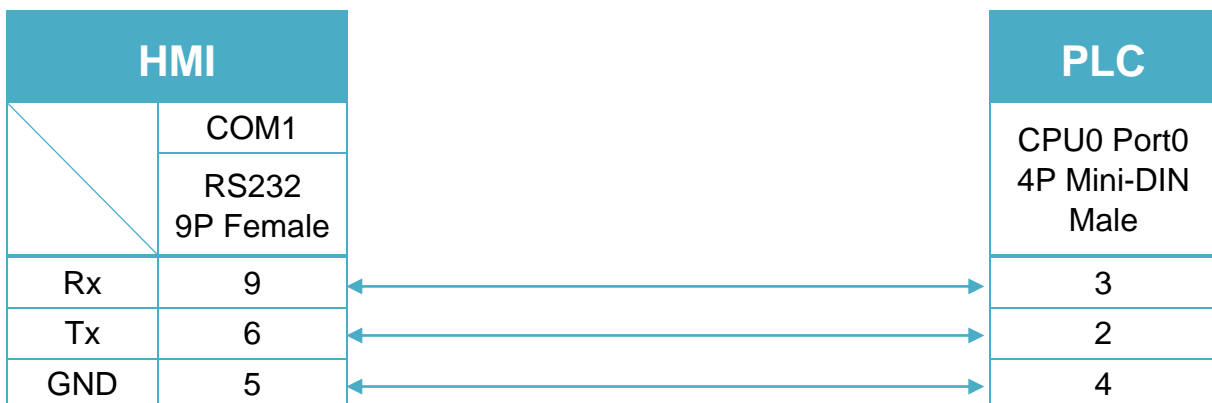 HMI
PLC
COM1
RS232
9P Female
CPU0 Port0
4P Mini-DIN
Male
Rx 9 3
Tx 6 2
GND 5 4